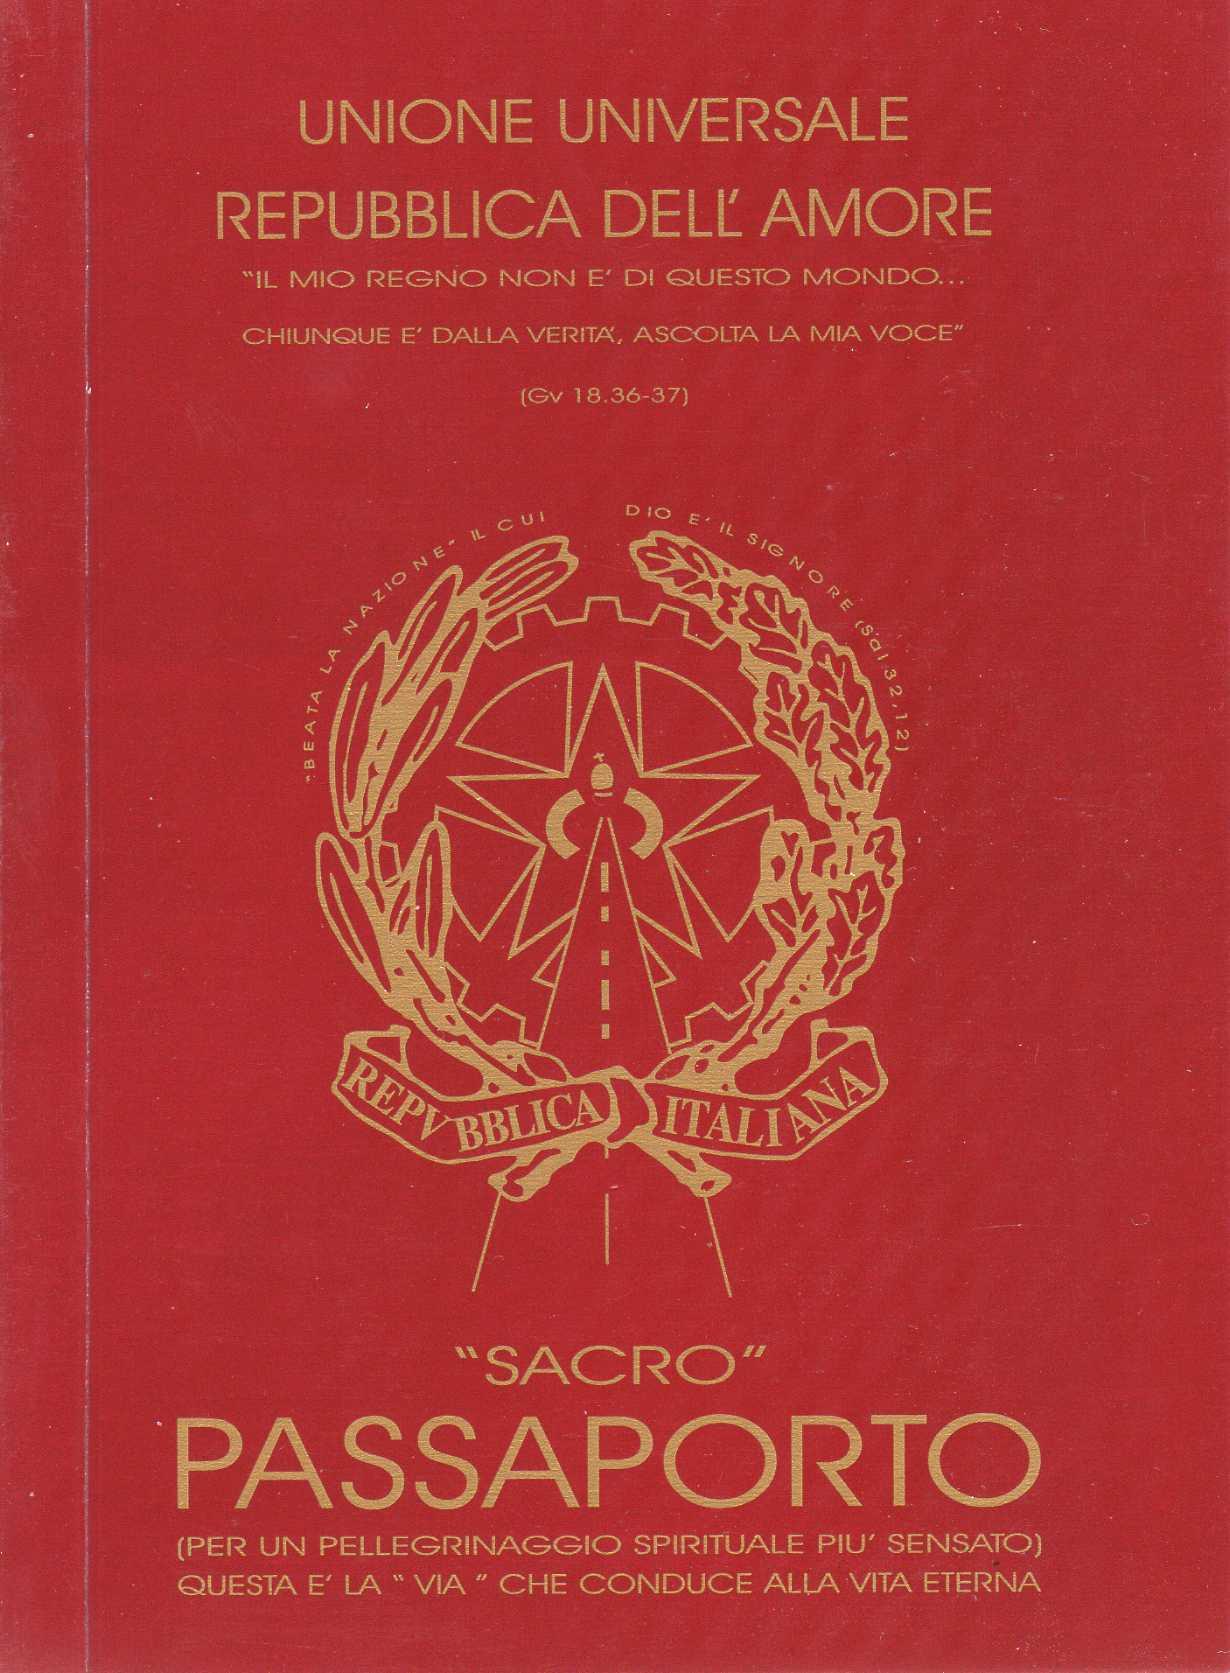 UNIONE UNIVERSALE
REPUBBLICA DELL' AMORE
"IL MIO REGNO NON E' DI QUESTO MONDO...
CHIUNQUE E' DALLA VERITA', ASCOLTA LA MIA VOCE"
(Gv 18.36-37)
"BEATA LA NAZIONE" IL CUI DIO E' IL SIGNORE (Sal 32,12)
REPVBBLICA ITALIANA
"SACRO"
PASSAPORTO
(PER UN PELLEGRINAGGIO SPIRITUALE PIU' SENSATO)
QUESTA E' LA " VIA " CHE CONDUCE ALLA VITA ETERNA